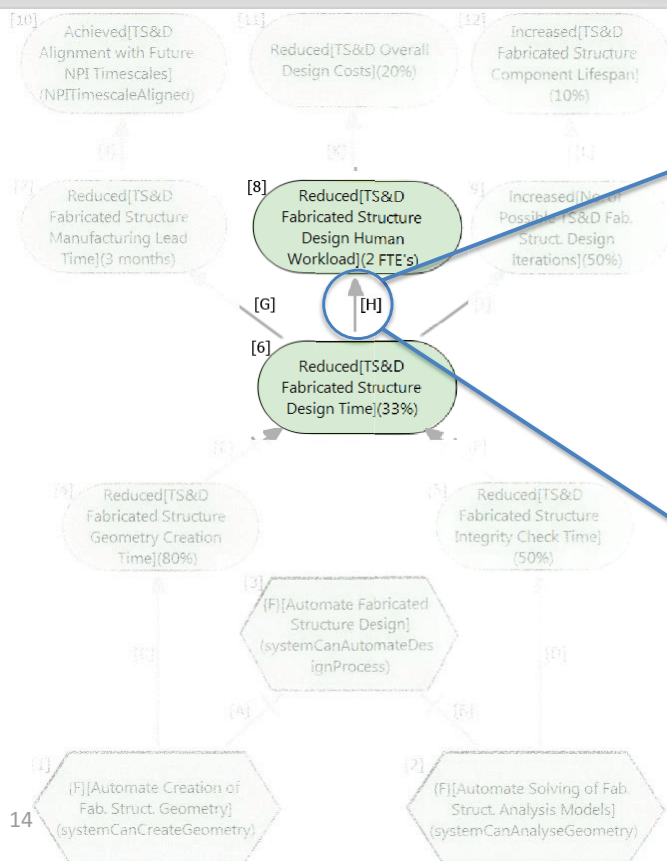 [10]
Achieved[TS&D
Alignment with Future
NPI Timescales]
(NPITimescaleAligned)
[11]
Reduced[TS&D Overall
Design Costs](20%)
[12]
Increased[TS&D
Fabricated Structure
Component Lifespan]
(10%)
[K]
Reduced[TS&D
Fabricated Structure
Manufacturing Lead
Time](3 months)
[8]
Reduced[TS&D
Fabricated Structure
Design Human
Workload](2 FTE's)
Increased[No. of
Possible TS&D Fab.
Struct. Design
Iterations](50%)
[G]
[H]
[6]
Reduced[TS&D
Fabricated Structure
Design Time](33%)
Reduced[TS&D
Fabricated Structure
Geometry Creation
Time](80%)
Reduced[TS&D
Fabricated Structure
Integrity Check Time]
(50%)
[3]
{F}[Automate Fabricated
Structure Design]
(systemCanAutomateDes
ignProcess)
[C]
[D]
[A]
[B]
[1]
{F}[Automate Creation of
Fab. Struct. Geometry]
(systemCanCreateGeometry)
[2]
{F}[Automate Solving of Fab.
Struct. Analysis Models]
(systemCanAnalyseGeometry)
14